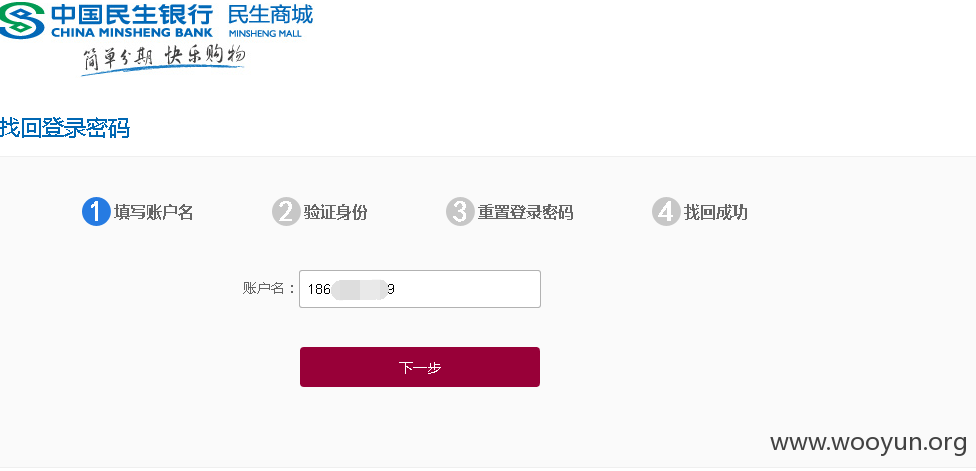 中国民生银行 民生商城
CHINA MINSHENG BANK MINSHENG MALL
简单分期 快乐购物
找回登录密码
1 填写账户名 2 验证身份 3 重置登录密码 4 找回成功
账户名： 186 9
下一步
www.wooyun.org